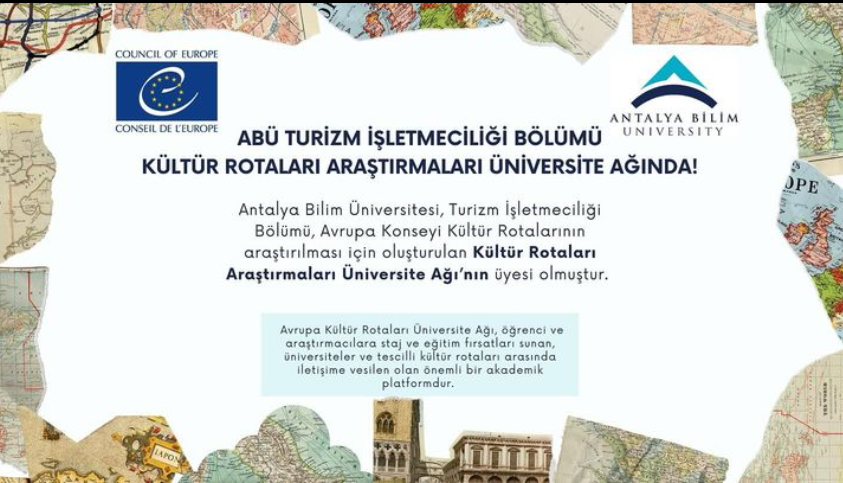 COUNCIL OF EUROPE
CONSEIL DE L'EUROPE
ANTALYA BİLİM
UNIVERSITY
ABÜ TURİZM İŞLETMECİLİĞİ BÖLÜMÜ
KÜLTÜR ROTALARI ARAŞTIRMALARI ÜNİVERSİTE AĞINDA!
Antalya Bilim Üniversitesi, Turizm İşletmeciliği
Bölümü, Avrupa Konseyi Kültür Rotalarının
araştırılması için oluşturulan Kültür Rotaları
Araştırmaları Üniversite Ağı’nın üyesi olmuştur.
Avrupa Kültür Rotaları Üniversite Ağı, öğrenci ve
araştırmacılara staj ve eğitim fırsatları sunan,
üniversiteler ve tescilli kültür rotaları arasında
iletişime vesilen olan önemli bir akademik
platformdur.
OPE
IAPON